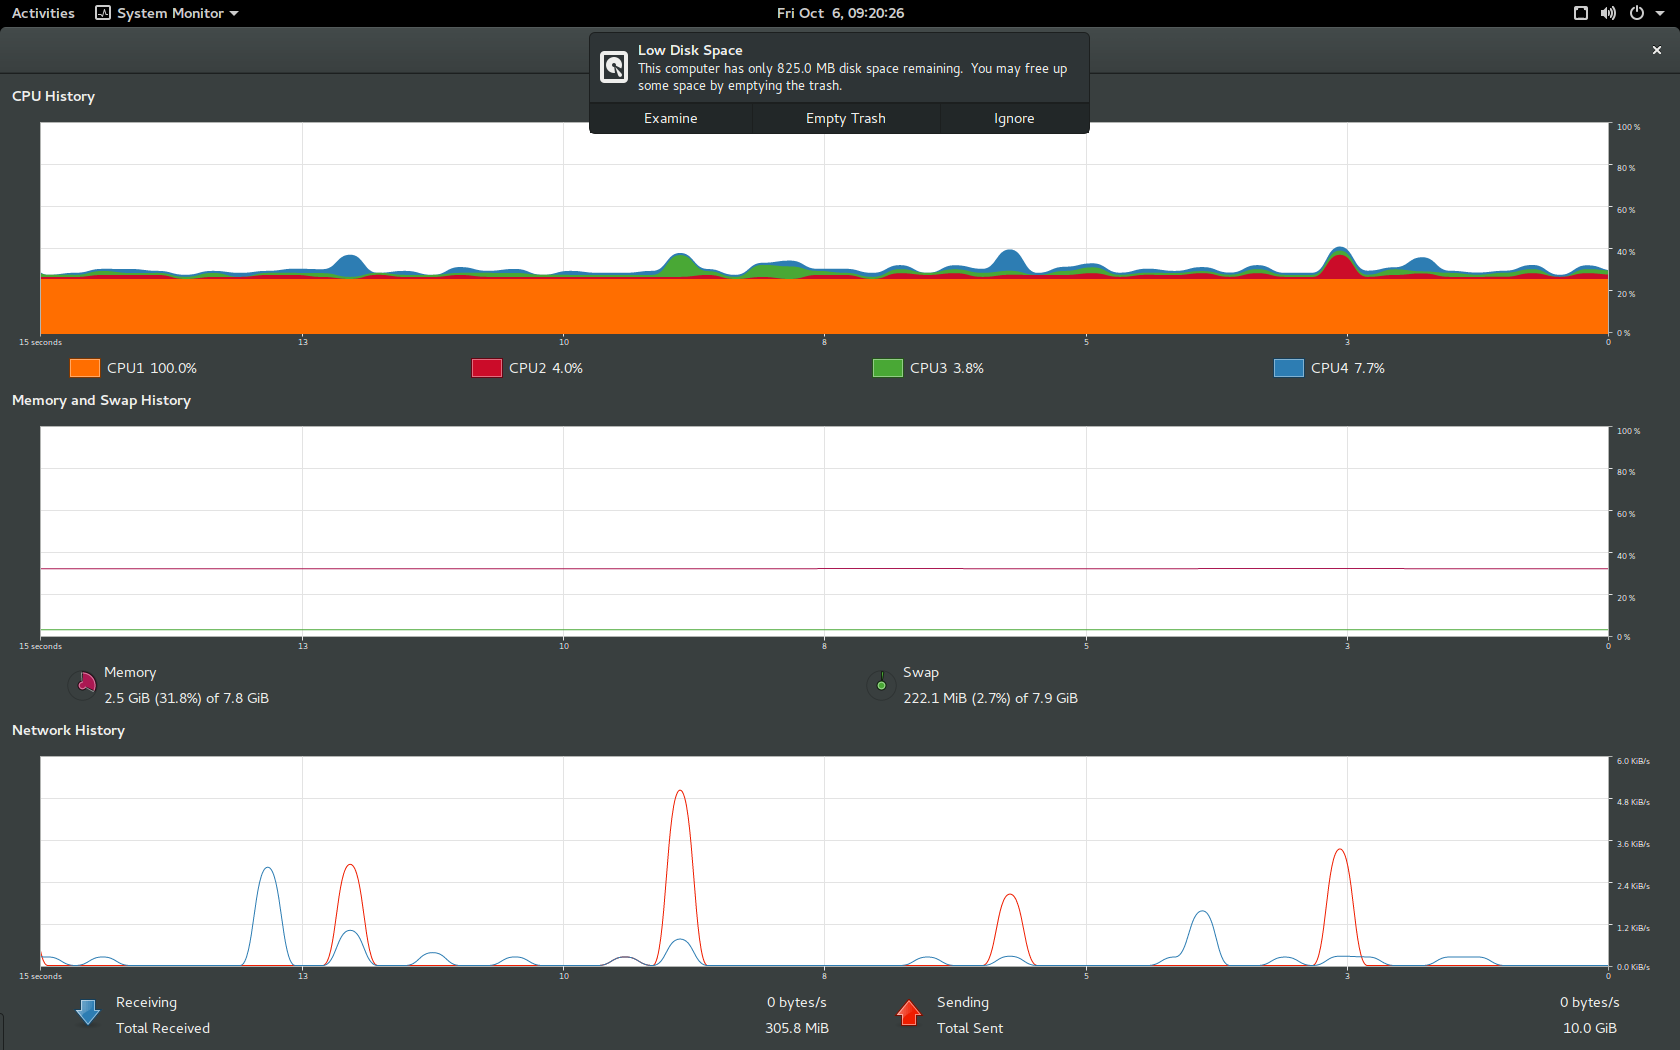 Activities
System Monitor
Fri Oct 6, 09:20:26
Low Disk Space
This computer has only 825.0 MB disk space remaining. You may free up
some space by emptying the trash.
Examine
Empty Trash
Ignore
CPU History
100 %
80 %
60 %
40 %
20 %
0 %
15 seconds
13
10
8
5
3
0
CPU1 100.0%
CPU2 4.0%
CPU3 3.8%
CPU4 7.7%
Memory and Swap History
100 %
80 %
60 %
40 %
20 %
0 %
15 seconds
13
10
8
5
3
0
Memory
2.5 GiB (31.8%) of 7.8 GiB
Swap
222.1 MiB (2.7%) of 7.9 GiB
Network History
6.0 KiB/s
4.8 KiB/s
3.6 KiB/s
2.4 KiB/s
1.2 KiB/s
0.0 KiB/s
15 seconds
13
10
8
5
3
0
Receiving
0 bytes/s
Total Received
305.8 MiB
Sending
0 bytes/s
Total Sent
10.0 GiB